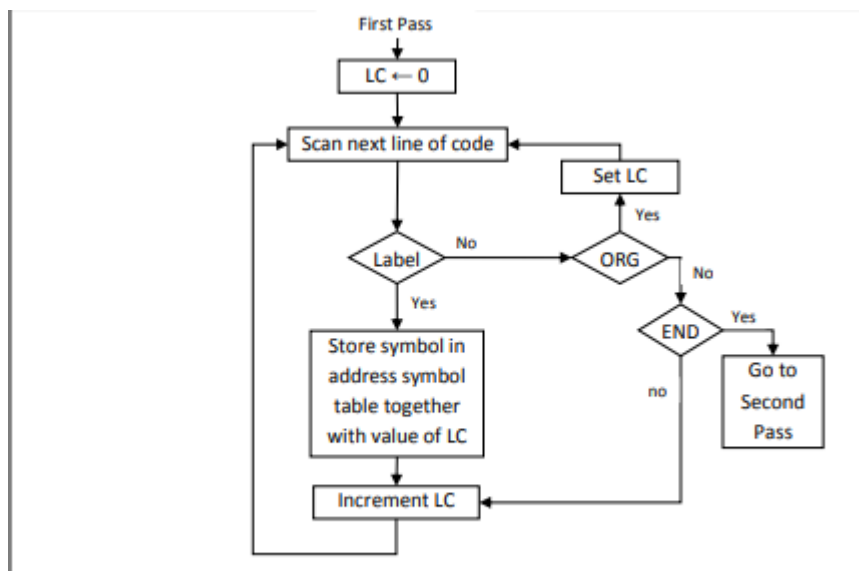 First Pass
LC ← 0
Scan next line of code
Set LC
Yes
Label
No
ORG
No
Yes
END
Yes
Store symbol in
address symbol
table together
with value of LC
no
Go to
Second
Pass
Increment LC